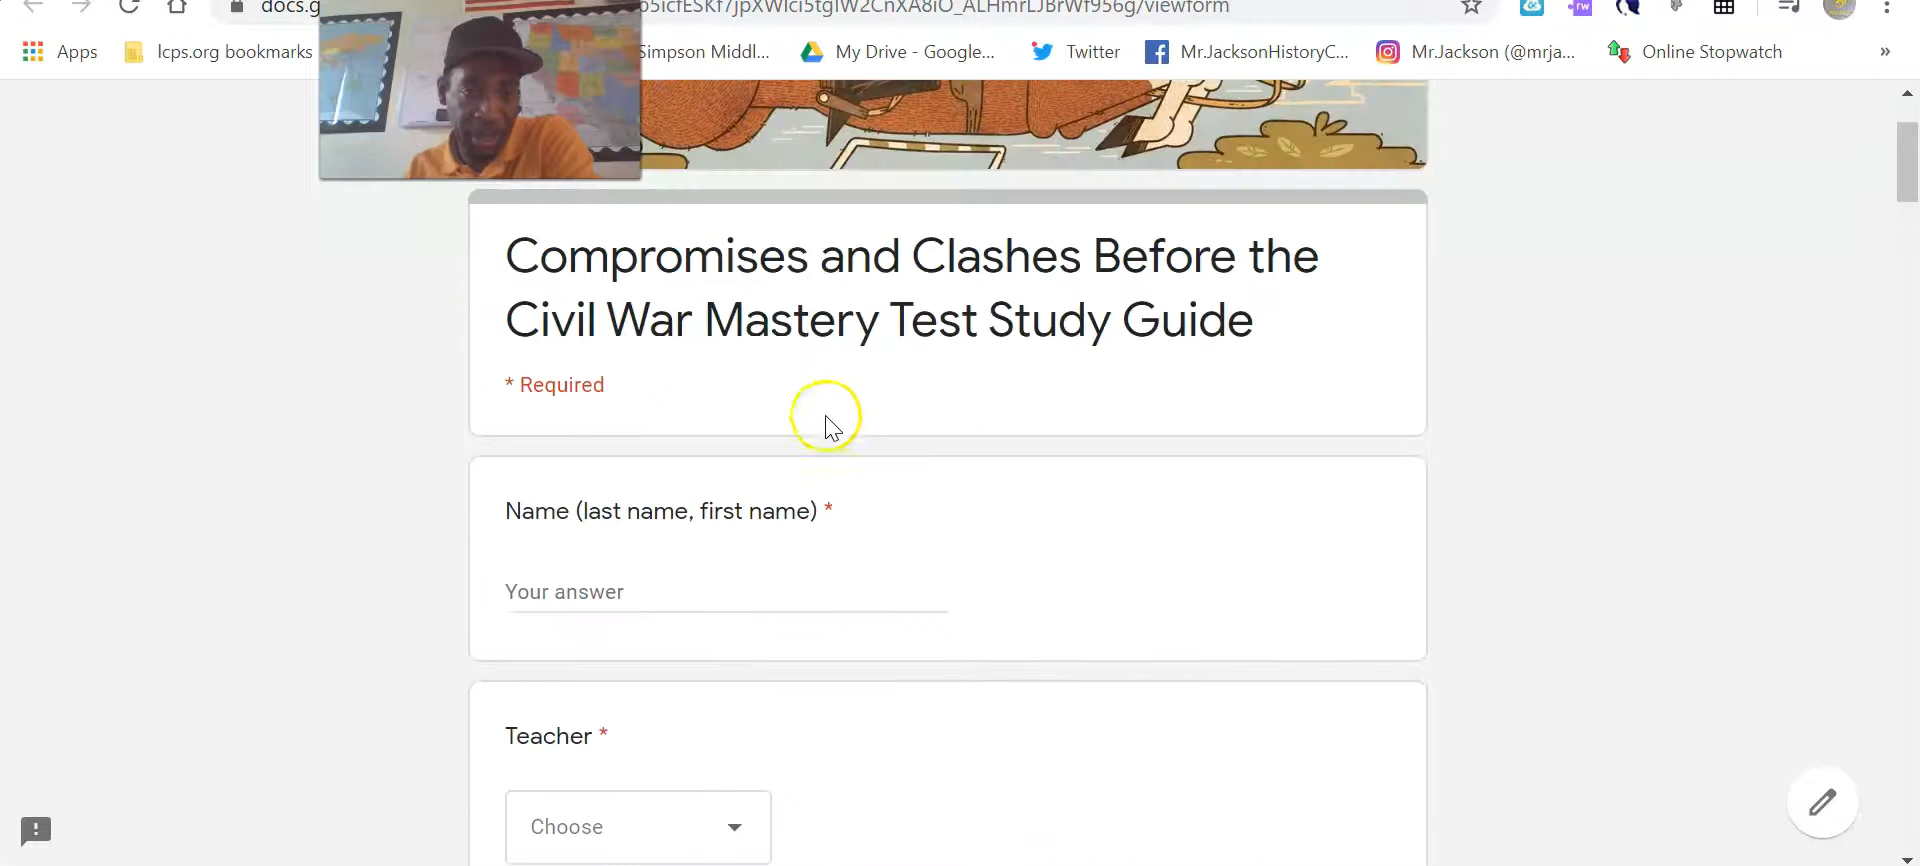 docs.g
/viewform
Apps
lcps.org bookmarks
Simpson Middl...
My Drive - Google...
Twitter
Mr.JacksonHistoryC...
Mr.Jackson (@mrja...
Online Stopwatch
»
Compromises and Clashes Before the
Civil War Mastery Test Study Guide
* Required
Name (last name, first name) *
Your answer
Teacher *
Choose